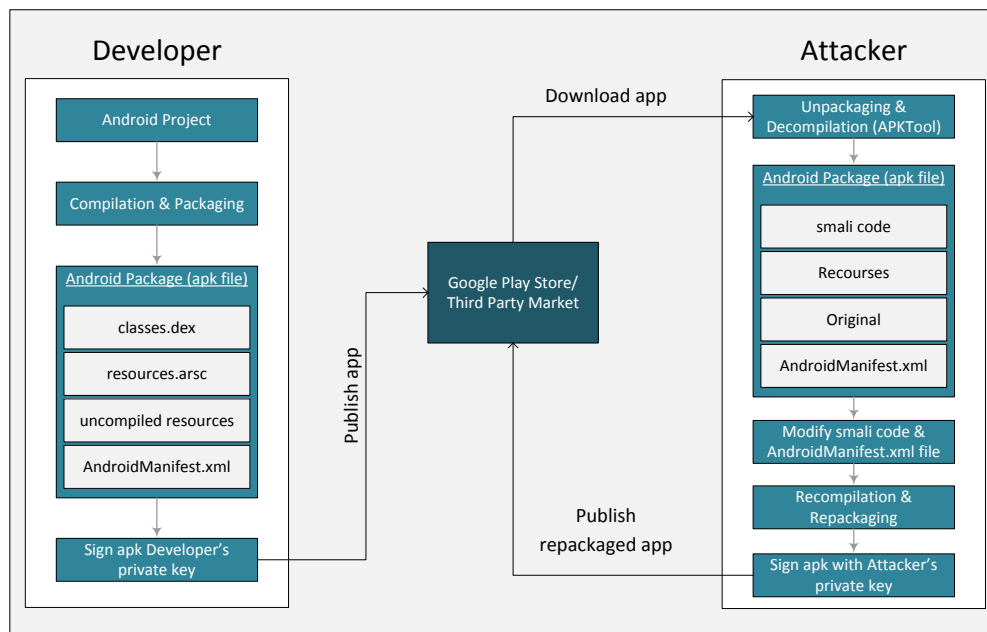 Developer
Android Project
Compilation & Packaging
Android Package (apk file)
classes.dex
resources.arsc
uncompiled resources
AndroidManifest.xml
Sign apk Developer's
private key
Publish app
Google Play Store/
Third Party Market
Download app
Publish
repackaged app
Attacker
Unpackaging &
Decompilation (APKTool)
Android Package (apk file)
smali code
Recourses
Original
AndroidManifest.xml
Modify smali code &
AndroidManifest.xml file
Recompilation &
Repackaging
Sign apk with Attacker's
private key